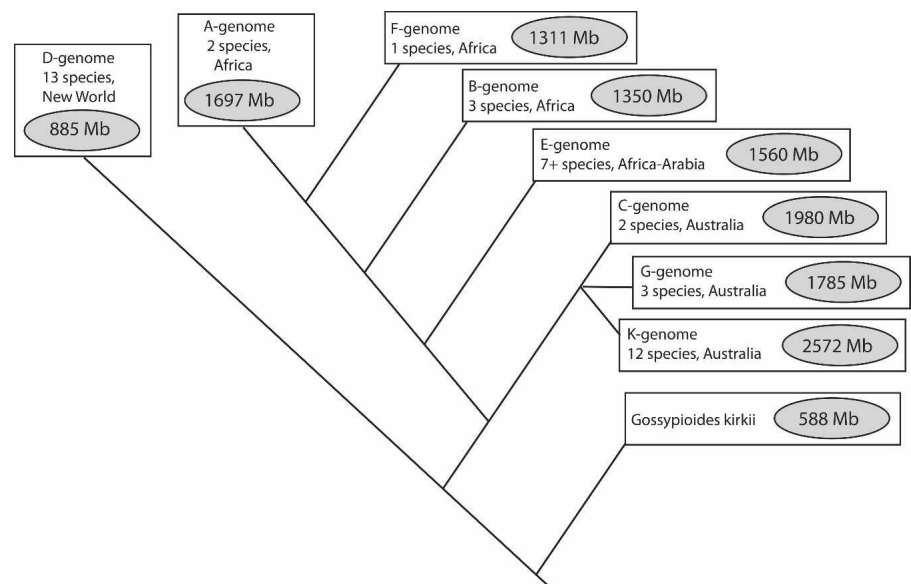 D-genome
13 species,
New World
885 Mb
A-genome
2 species,
Africa
1697 Mb
F-genome
1 species, Africa
1311 Mb
B-genome
3 species, Africa
1350 Mb
E-genome
7+ species, Africa-Arabia
1560 Mb
C-genome
2 species, Australia
1980 Mb
G-genome
3 species, Australia
1785 Mb
K-genome
12 species, Australia
2572 Mb
Gossypioides kirkii
588 Mb